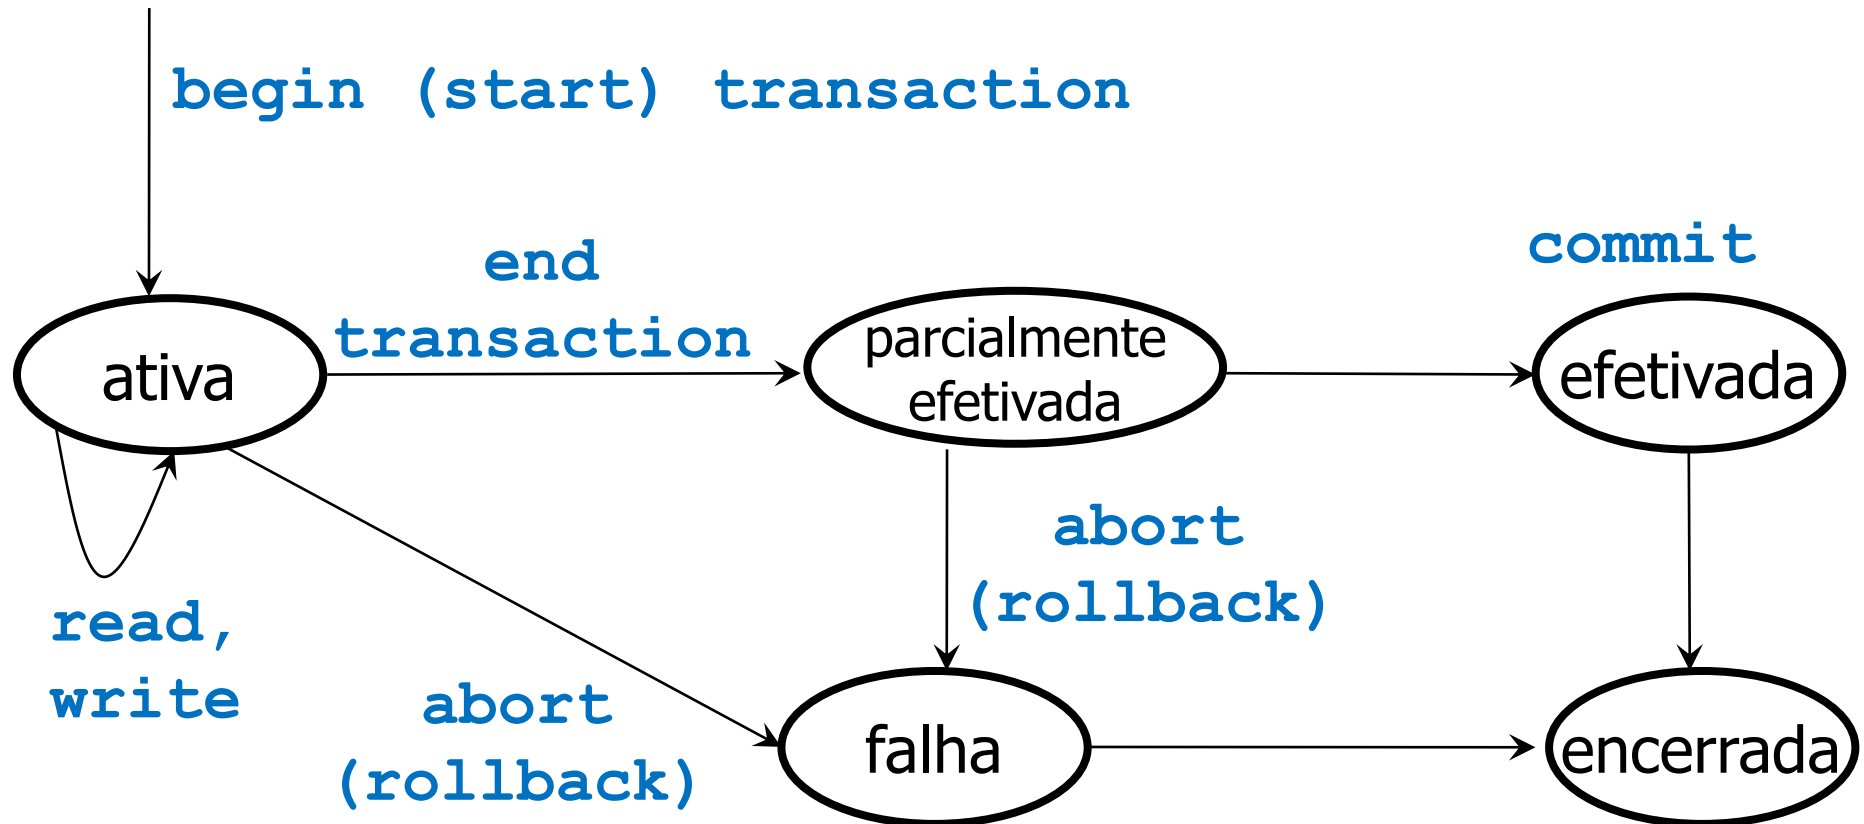 begin (start) transaction
end
transaction
commit
ativa
parcialmente
efetivada
efetivada
read,
write
abort
(rollback)
abort
(rollback)
falha
encerrada